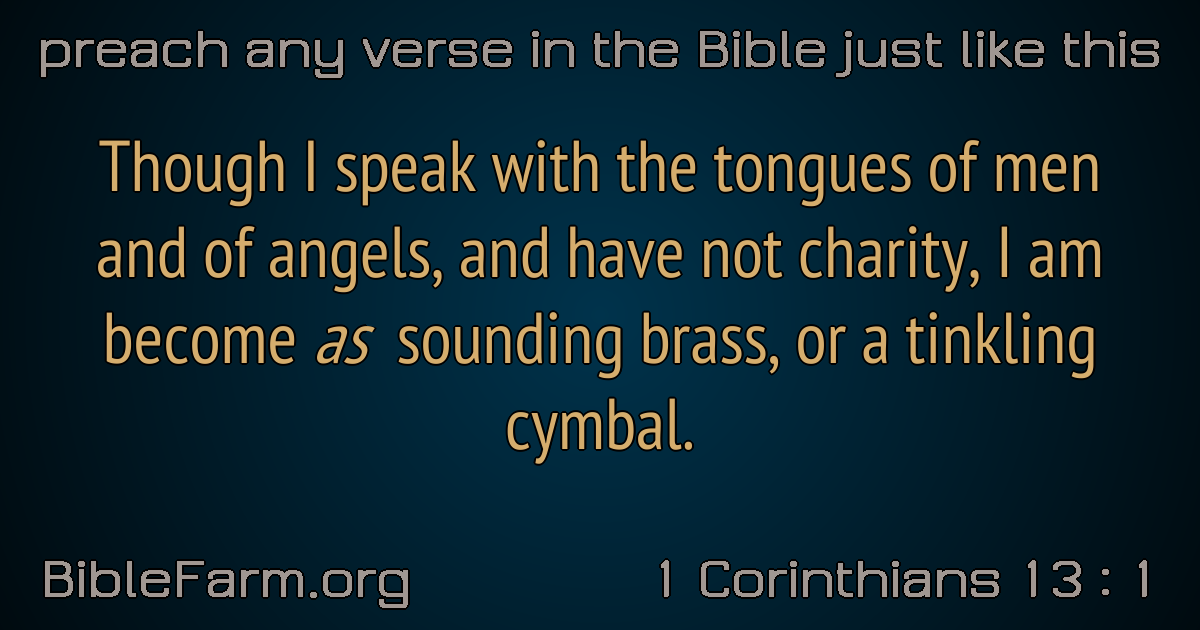 preach any verse in the Bible just like this
Though I speak with the tongues of men
and of angels, and have not charity, I am
become as sounding brass, or a tinkling
cymbal.
BibleFarm.org
1 Corinthians 13 : 1